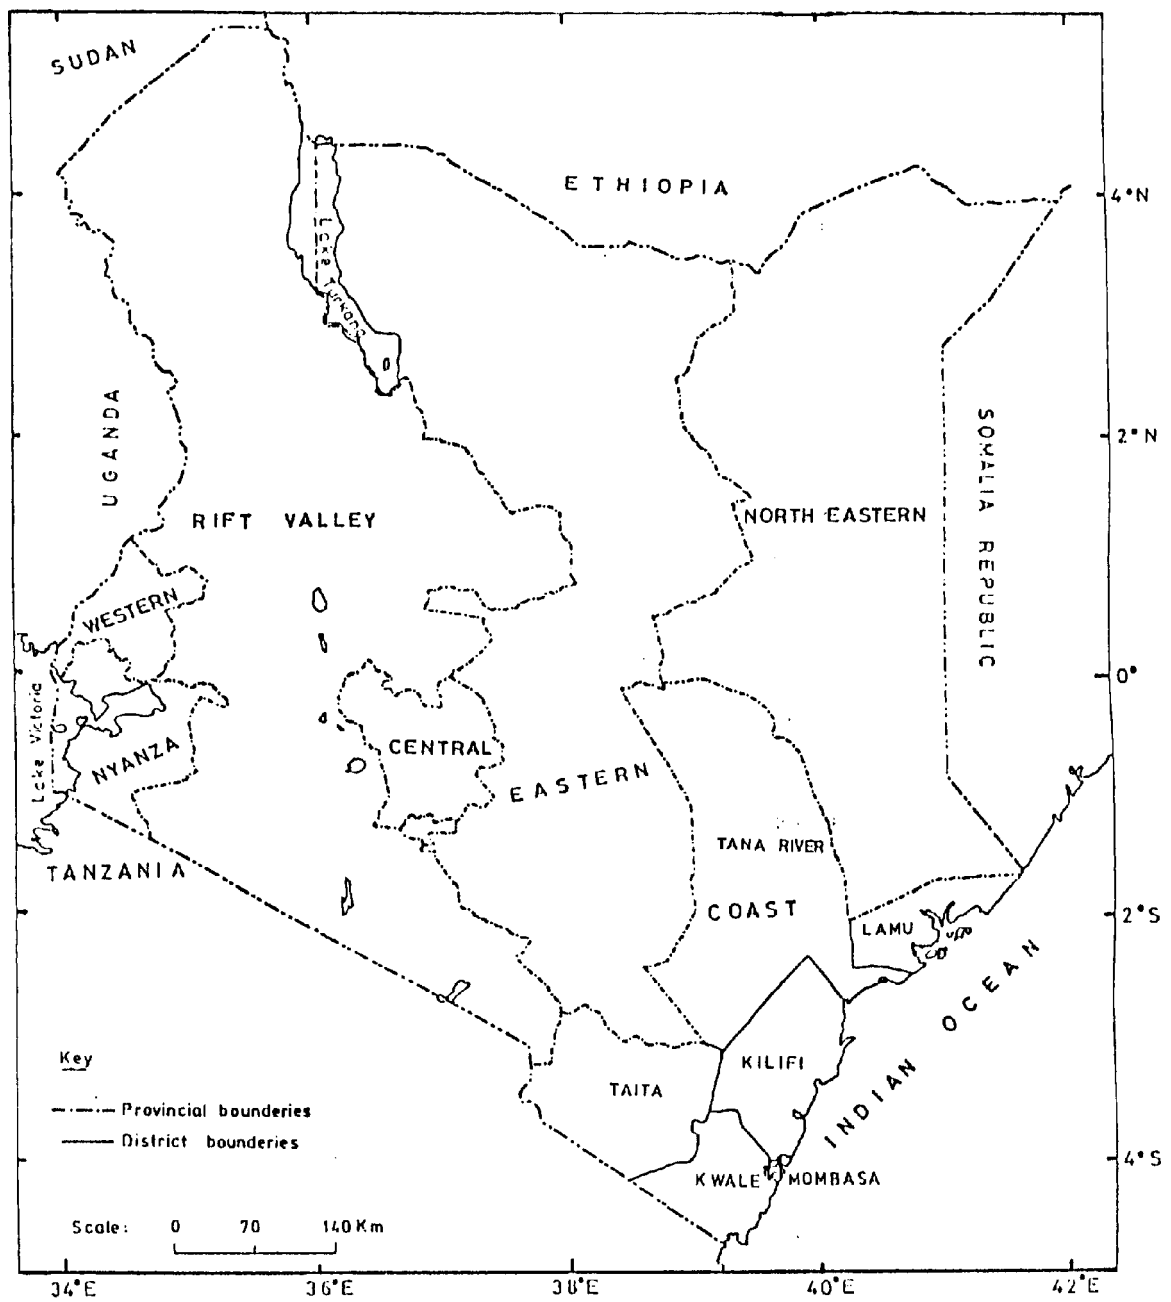 SUDAN
ETHIOPIA
4°N
Lake Turkana
UGANDA
SOMALIA REPUBLIC
2°N
RIFT VALLEY
NORTH EASTERN
WESTERN
0°
Lake Victoria
NYANZA
CENTRAL
EASTERN
TANA RIVER
TANZANIA
COAST
LAMU
2°S
INDIAN OCEAN
Key
KILIFI
TAITA
Provincial bounderies
District bounderies
KWALE
MOMBASA
4°S
Scale: 0 70 140 Km
34°E 36°E 38°E 40°E 42°E